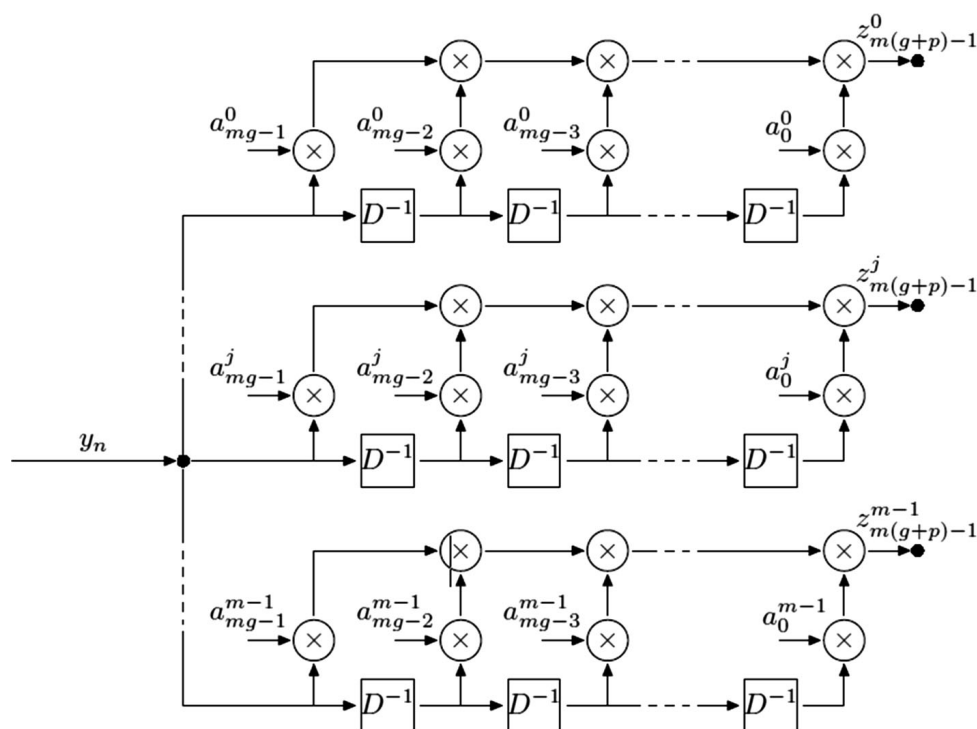 z^0_{m(g+p)−1}
× × ×
a^0_{mg−1} a^0_{mg−2} a^0_{mg−3} a^0_0
× × × ×
D^{−1} D^{−1} D^{−1}
z^j_{m(g+p)−1}
× × ×
a^j_{mg−1} a^j_{mg−2} a^j_{mg−3} a^j_0
× × × ×
y_n
D^{−1} D^{−1} D^{−1}
z^{m−1}_{m(g+p)−1}
× × ×
a^{m−1}_{mg−1} a^{m−1}_{mg−2} a^{m−1}_{mg−3} a^{m−1}_0
× × × ×
D^{−1} D^{−1} D^{−1}